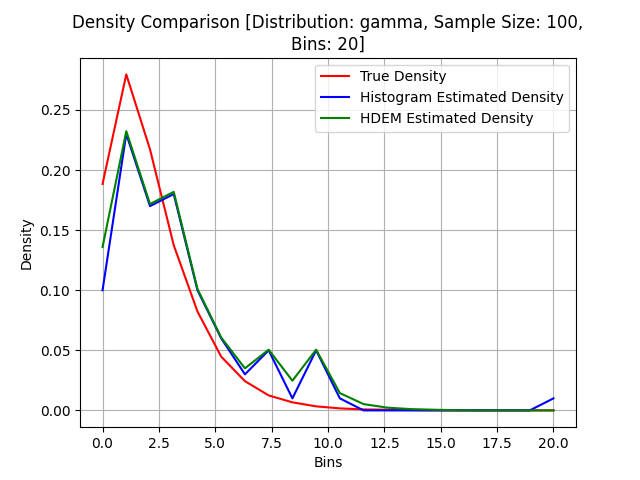 Density Comparison [Distribution: gamma, Sample Size: 100,
Bins: 20]
True Density
Histogram Estimated Density
HDEM Estimated Density
0.25
0.20
0.15
0.10
0.05
0.00
Density
0.0 2.5 5.0 7.5 10.0 12.5 15.0 17.5 20.0
Bins